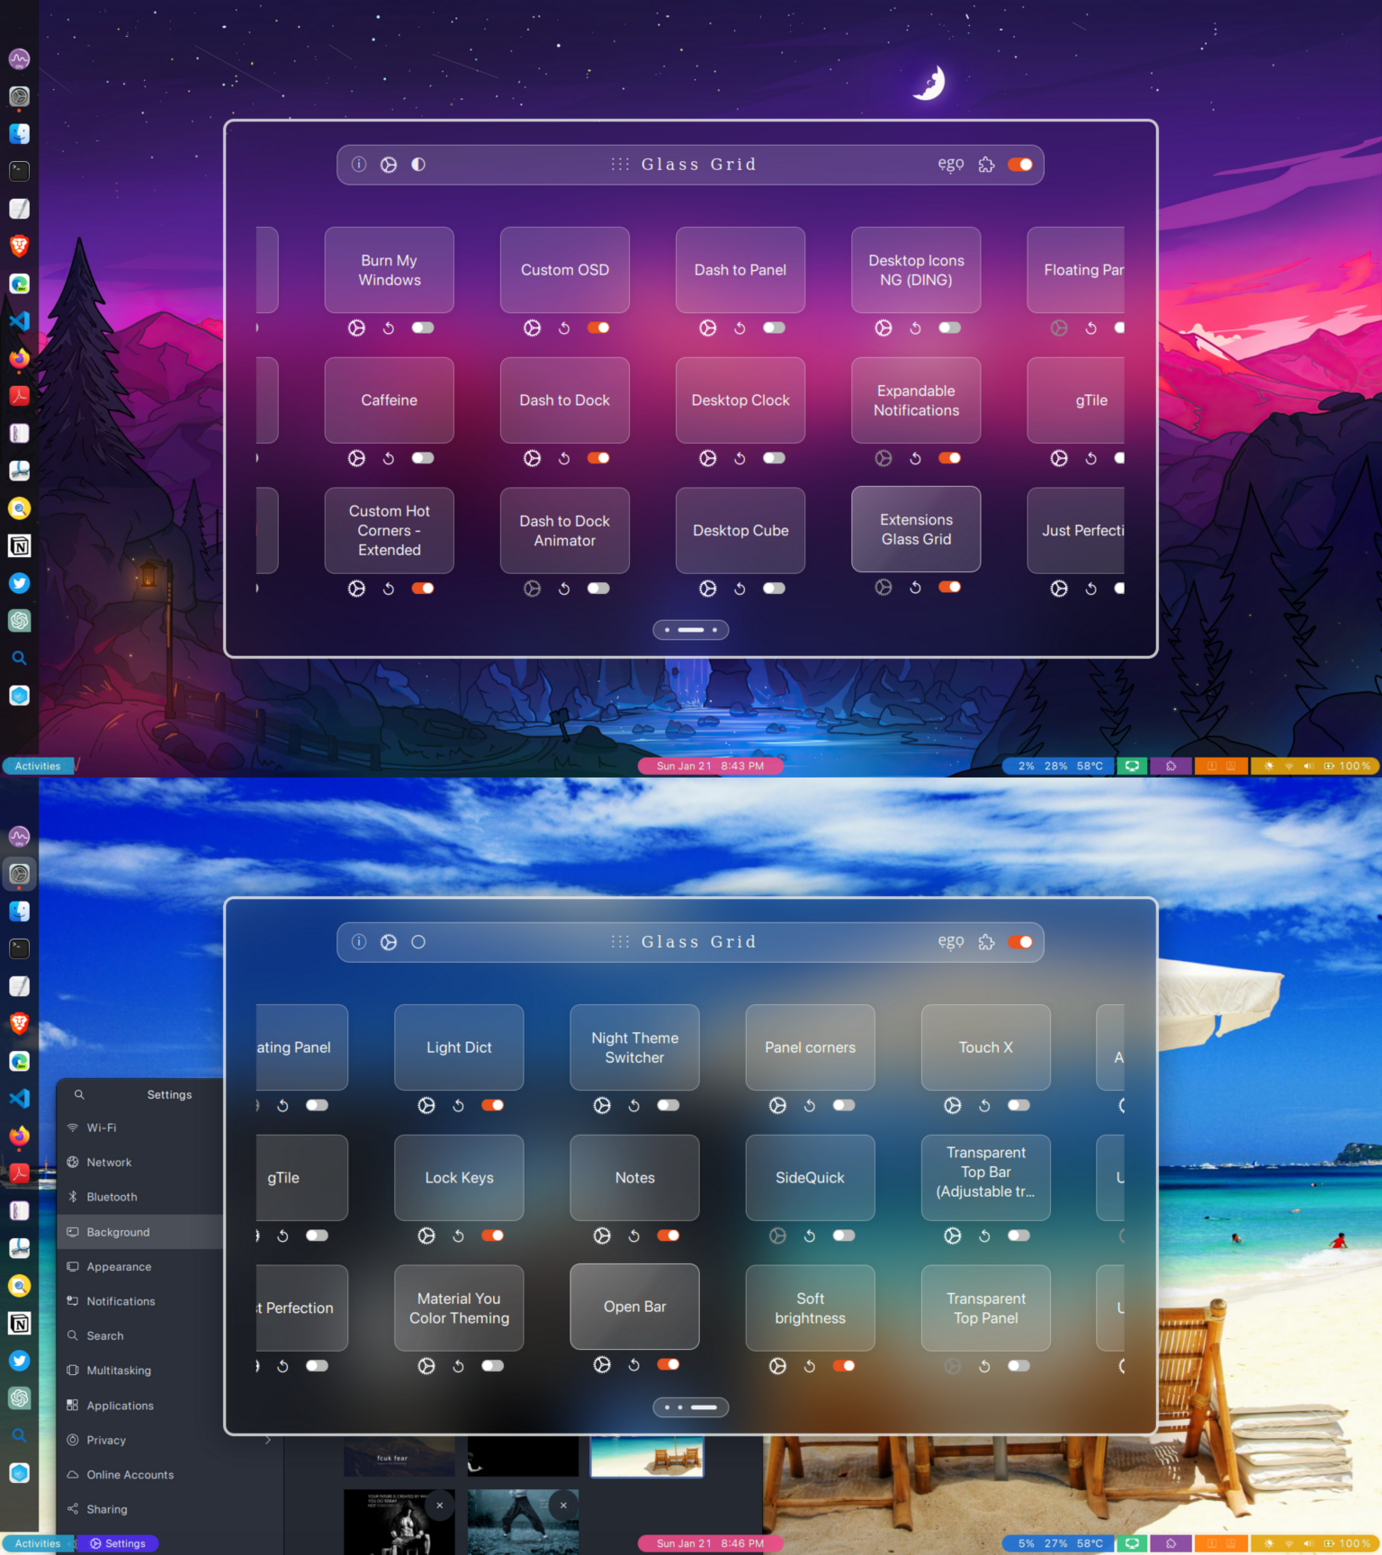 Glass Grid
ego
Burn My
Windows
Custom OSD
Dash to Panel
Desktop Icons
NG (DING)
Floating Par
Caffeine
Dash to Dock
Desktop Clock
Expandable
Notifications
gTile
Custom Hot
Corners -
Extended
Dash to Dock
Animator
Desktop Cube
Extensions
Glass Grid
Just Perfecti
Activities
Sun Jan 21 8:43 PM
2% 28% 58°C
100%
Glass Grid
ego
ating Panel
Light Dict
Night Theme
Switcher
Panel corners
Touch X
A
gTile
Lock Keys
Notes
SideQuick
Transparent
Top Bar
(Adjustable tr...
t Perfection
Material You
Color Theming
Open Bar
Soft
brightness
Transparent
Top Panel
Settings
Wi-Fi
Network
Bluetooth
Background
Appearance
Notifications
Search
Multitasking
Applications
Privacy
Online Accounts
Sharing
fcuk fear
Activities
Settings
Sun Jan 21 8:46 PM
5% 27% 58°C
100%